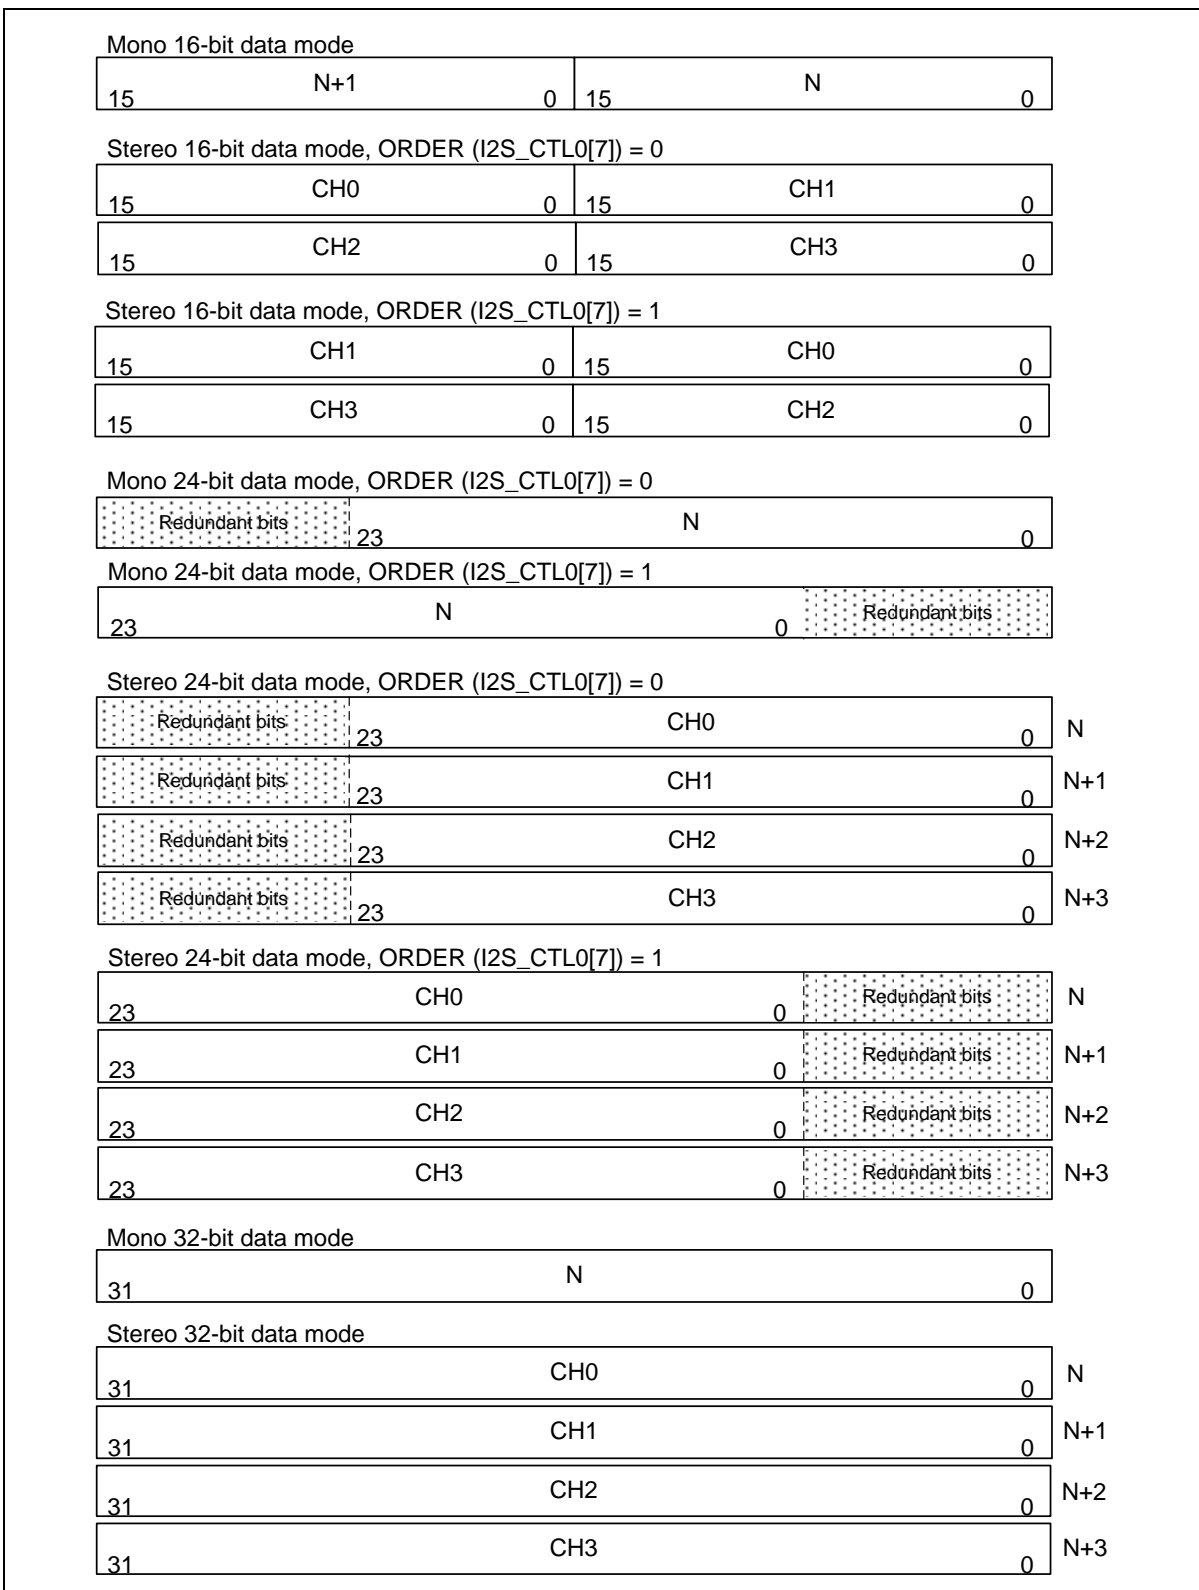 Mono 16-bit data mode
N+1 N
15 0 15 0
Stereo 16-bit data mode, ORDER (I2S_CTL0[7]) = 0
CH0 CH1
15 0 15 0
CH2 CH3
15 0 15 0
Stereo 16-bit data mode, ORDER (I2S_CTL0[7]) = 1
CH1 CH0
15 0 15 0
CH3 CH2
15 0 15 0
Mono 24-bit data mode, ORDER (I2S_CTL0[7]) = 0
Redundant bits N
23 0
Mono 24-bit data mode, ORDER (I2S_CTL0[7]) = 1
N Redundant bits
23 0
Stereo 24-bit data mode, ORDER (I2S_CTL0[7]) = 0
Redundant bits CH0 N
23 0
Redundant bits CH1 N+1
23 0
Redundant bits CH2 N+2
23 0
Redundant bits CH3 N+3
23 0
Stereo 24-bit data mode, ORDER (I2S_CTL0[7]) = 1
CH0 Redundant bits N
23 0
CH1 Redundant bits N+1
23 0
CH2 Redundant bits N+2
23 0
CH3 Redundant bits N+3
23 0
Mono 32-bit data mode
N
31 0
Stereo 32-bit data mode
CH0 N
31 0
CH1 N+1
31 0
CH2 N+2
31 0
CH3 N+3
31 0